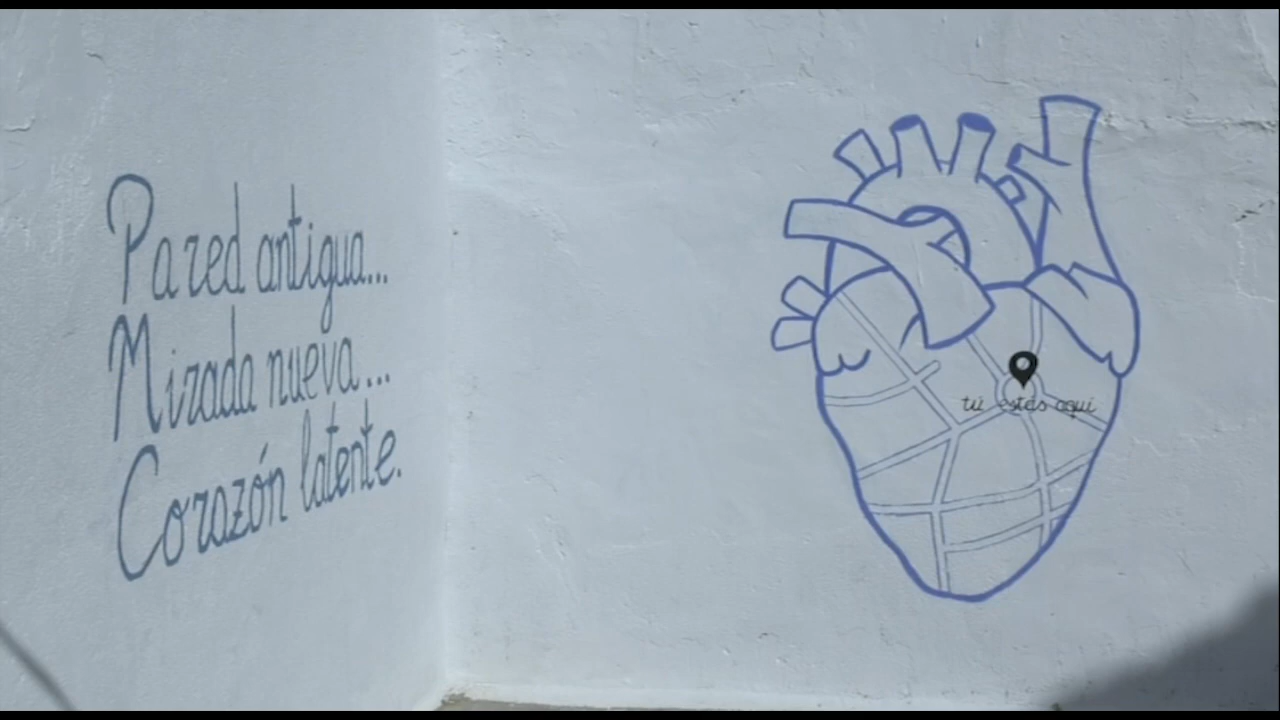 Pared antigua...
Mirada nueva...
Corazón latente.
tú estás aquí